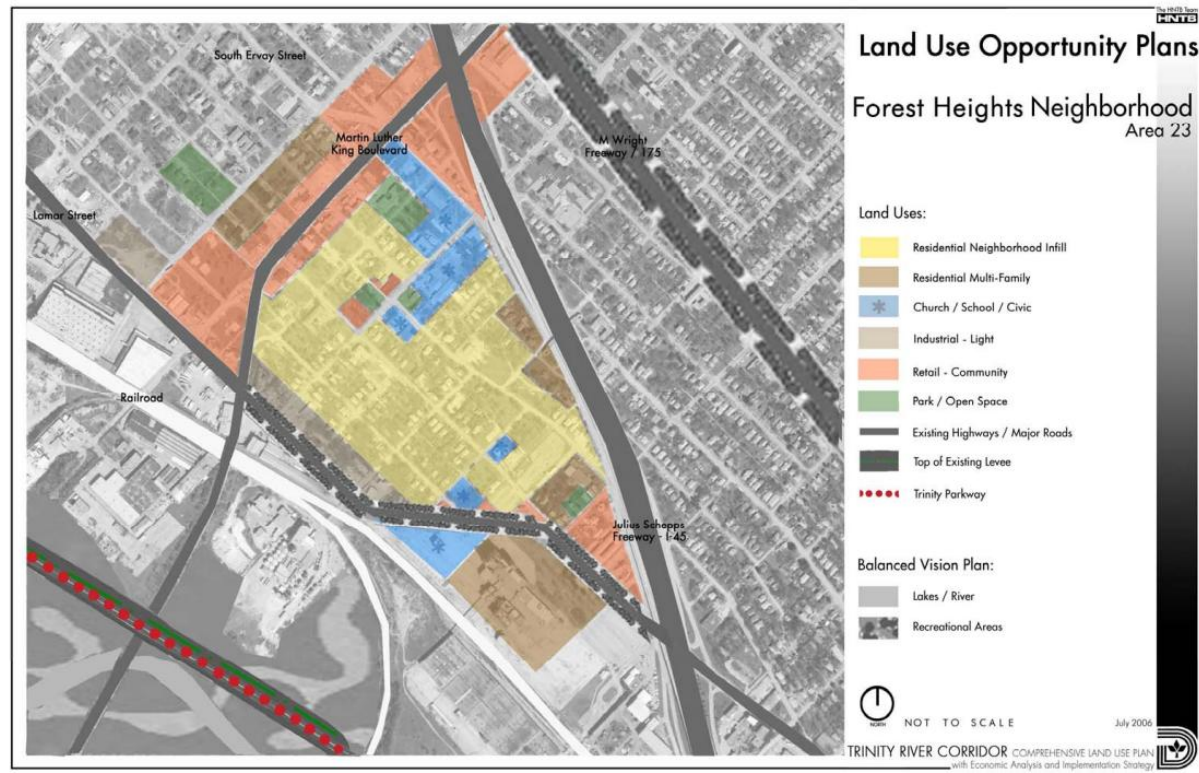 The HNTB Team
HNTB
Land Use Opportunity Plans
Forest Heights Neighborhood
Area 23
South Ervay Street
Martin Luther
King Boulevard
M Wright
Freeway / 175
Lamar Street
Railroad
Julius Schepps
Freeway - I-45
Land Uses:
Residential Neighborhood Infill
Residential Multi-Family
Church / School / Civic
Industrial - Light
Retail - Community
Park / Open Space
Existing Highways / Major Roads
Top of Existing Levee
Trinity Parkway
Balanced Vision Plan:
Lakes / River
Recreational Areas
NORTH
NOT TO SCALE
July 2006
TRINITY RIVER CORRIDOR COMPREHENSIVE LAND USE PLAN
with Economic Analysis and Implementation Strategy